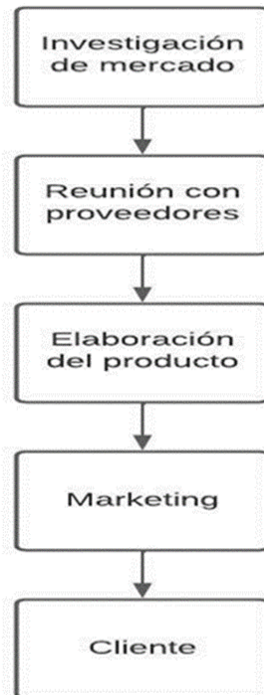 Investigación
de mercado
Reunión con
proveedores
Elaboración
del producto
Marketing
Cliente